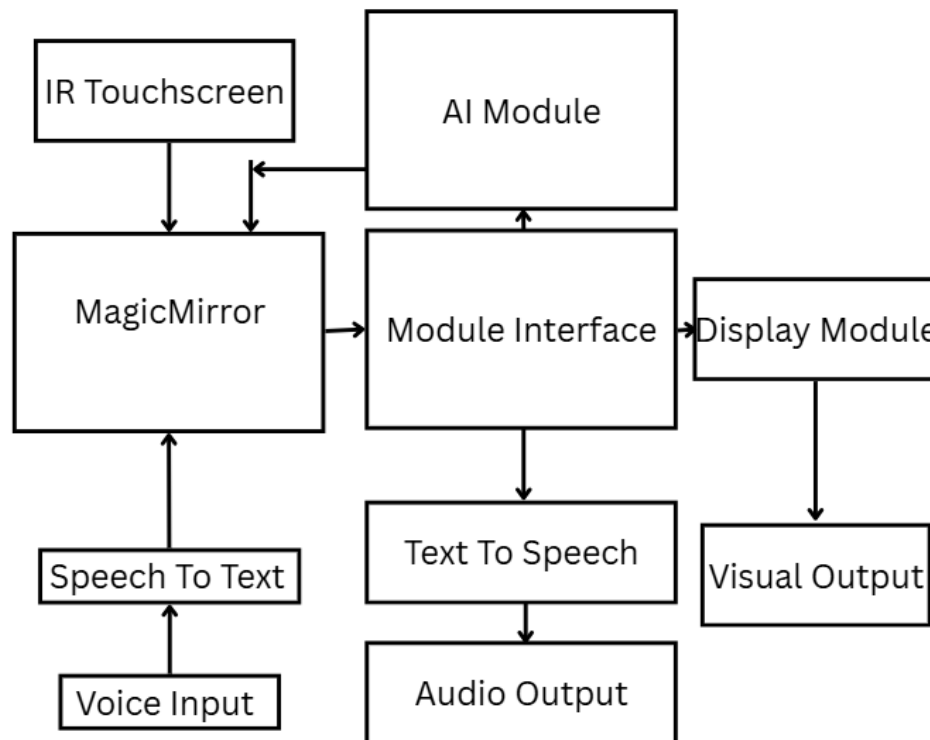 IR Touchscreen
AI Module
MagicMirror
Module Interface
Display Module
Speech To Text
Text To Speech
Visual Output
Voice Input
Audio Output